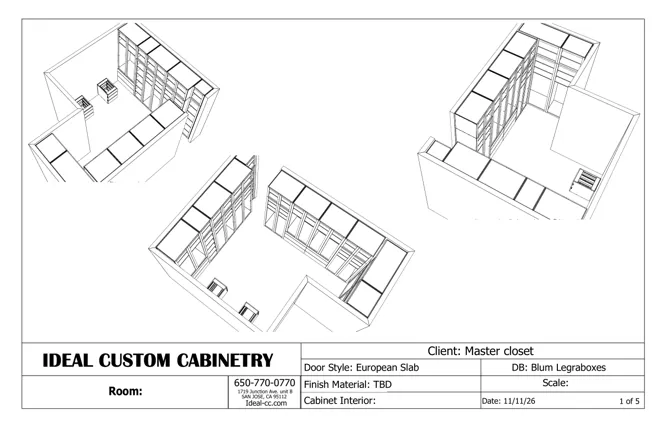 IDEAL CUSTOM CABINETRY
Client: Master closet
Door Style: European Slab
DB: Blum Legraboxes
Room:
650-770-0770
1719 Junction Ave. unit B
SAN JOSE, CA 95112
Ideal-cc.com
Finish Material: TBD
Scale:
Cabinet Interior:
Date: 11/11/26
1 of 5